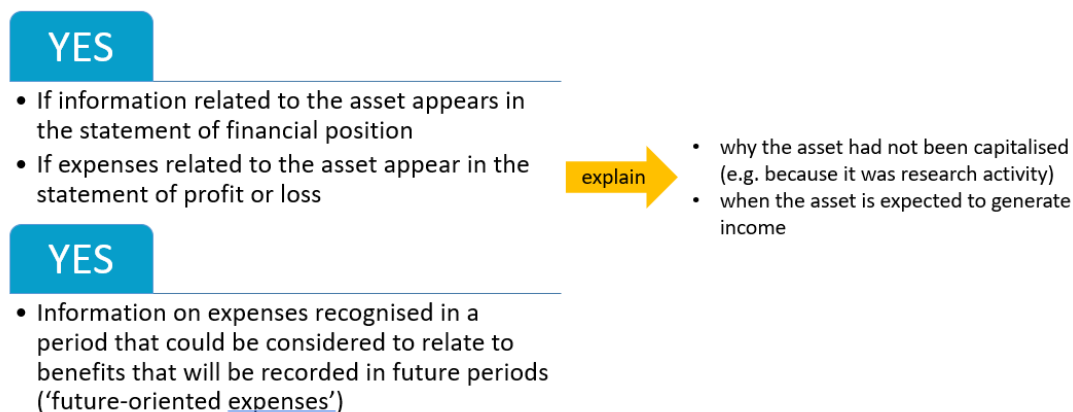 YES
• If information related to the asset appears in
the statement of financial position
• If expenses related to the asset appear in the
statement of profit or loss
explain
• why the asset had not been capitalised
(e.g. because it was research activity)
• when the asset is expected to generate
income
YES
• Information on expenses recognised in a
period that could be considered to relate to
benefits that will be recorded in future periods
(‘future-oriented expenses’)